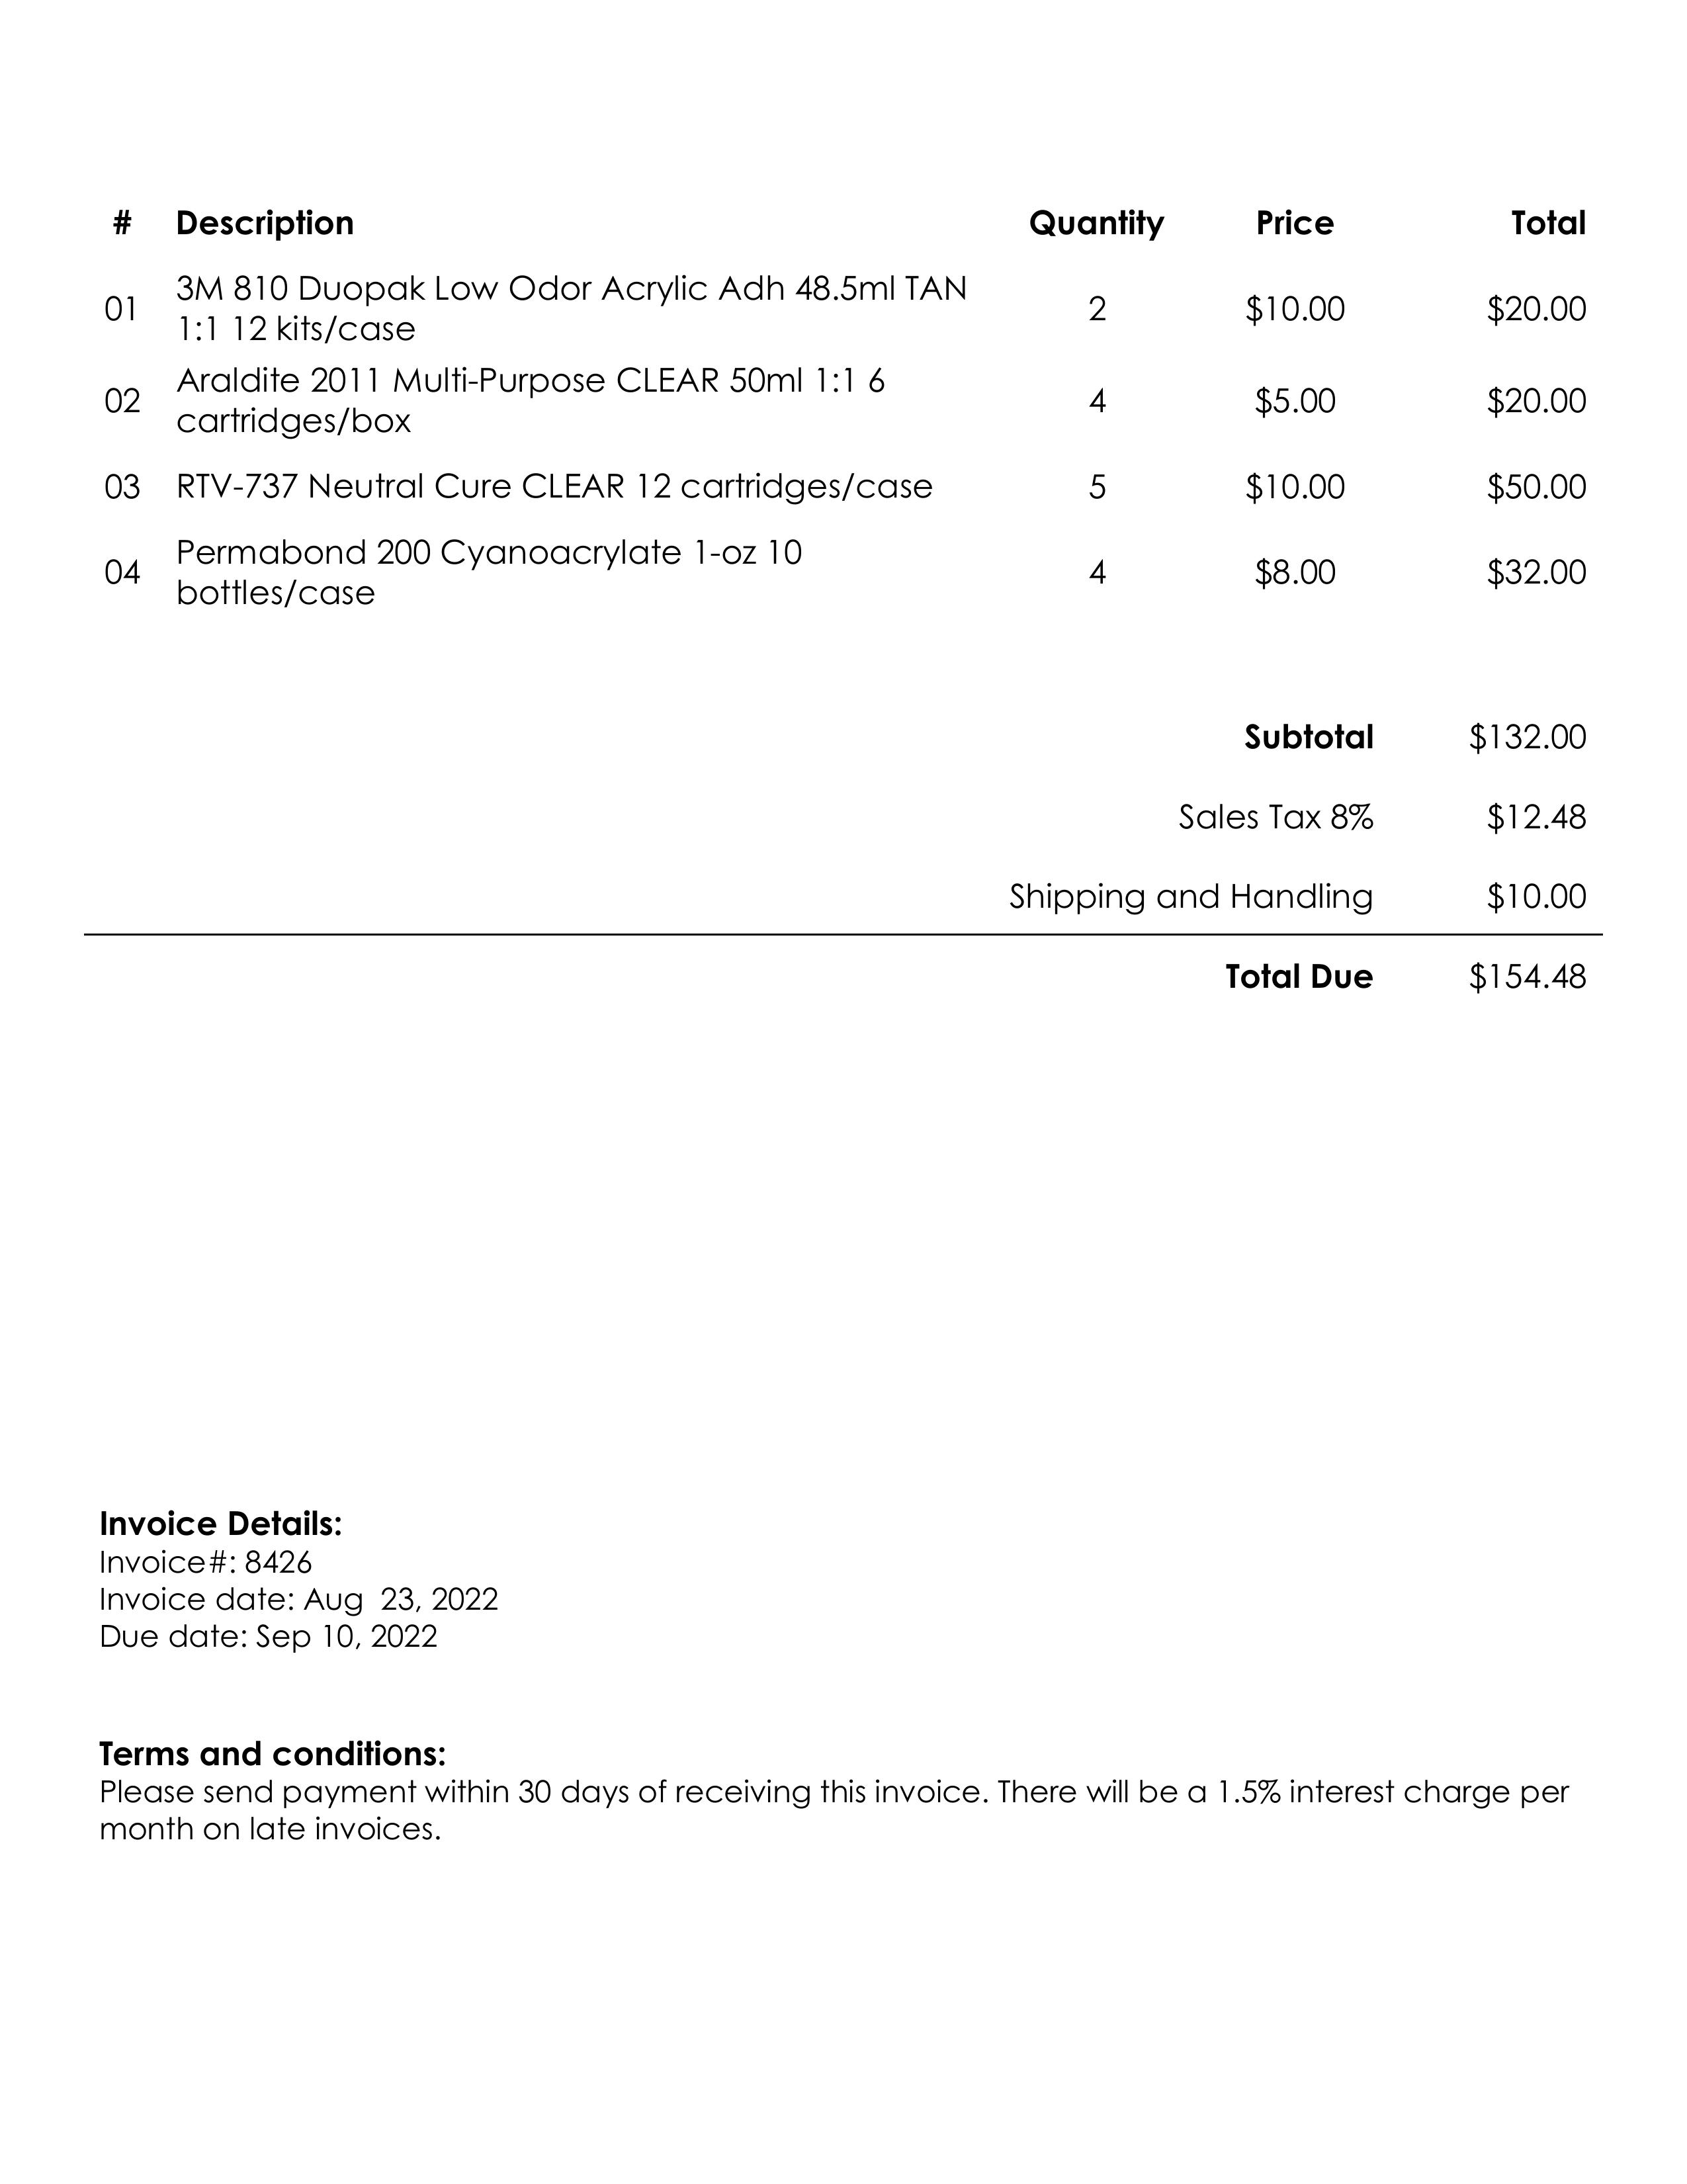 # Description Quantity Price Total
01 3M 810 Duopak Low Odor Acrylic Adh 48.5ml TAN
1:1 12 kits/case 2 $10.00 $20.00
02 Araldite 2011 Multi-Purpose CLEAR 50ml 1:1 6
cartridges/box 4 $5.00 $20.00
03 RTV-737 Neutral Cure CLEAR 12 cartridges/case 5 $10.00 $50.00
04 Permabond 200 Cyanoacrylate 1-oz 10
bottles/case 4 $8.00 $32.00
Subtotal $132.00
Sales Tax 8% $12.48
Shipping and Handling $10.00
Total Due $154.48
Invoice Details:
Invoice#: 8426
Invoice date: Aug  23, 2022
Due date: Sep 10, 2022
Terms and conditions:
Please send payment within 30 days of receiving this invoice. There will be a 1.5% interest charge per
month on late invoices.